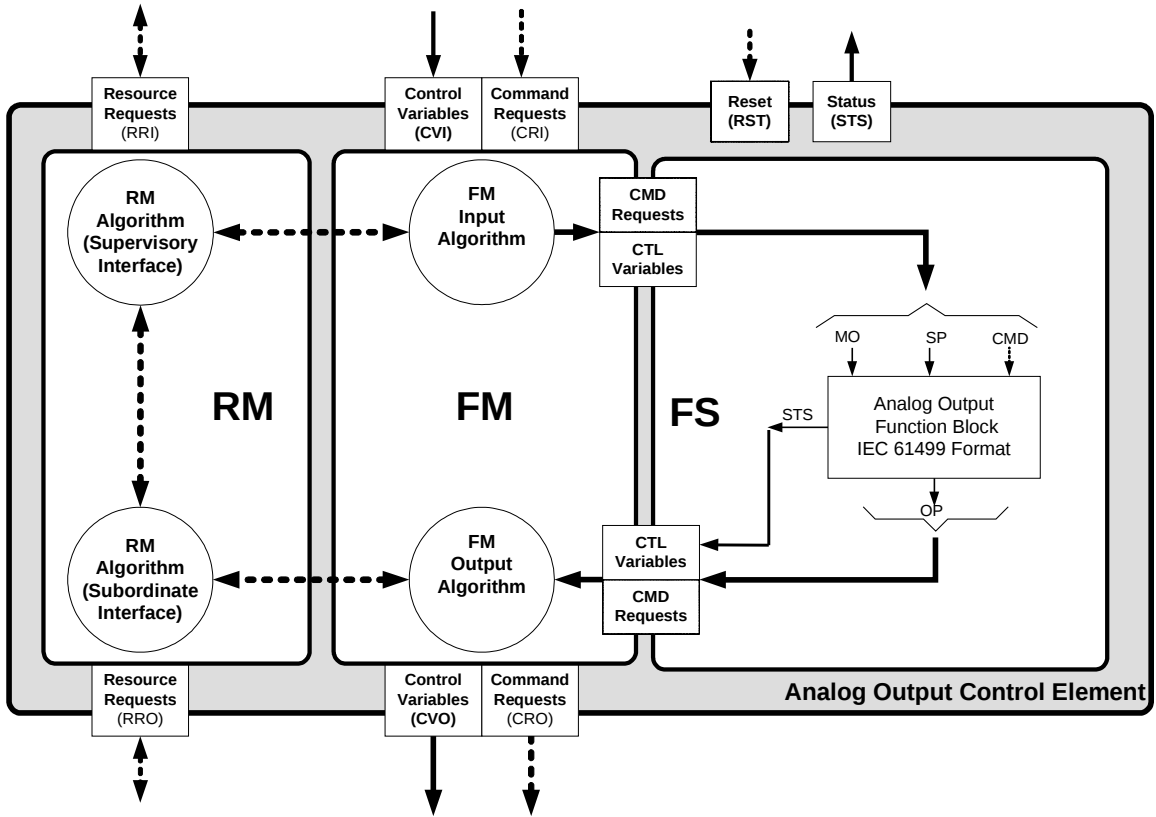 Resource
Requests
(RRI)
Control
Variables
(CVI)
Command
Requests
(CRI)
Reset
(RST)
Status
(STS)
RM
Algorithm
(Supervisory
Interface)
FM
Input
Algorithm
CMD
Requests
CTL
Variables
MO
SP
CMD
Analog Output
Function Block
IEC 61499 Format
STS
OP
RM
FM
FS
RM
Algorithm
(Subordinate
Interface)
FM
Output
Algorithm
CTL
Variables
CMD
Requests
Resource
Requests
(RRO)
Control
Variables
(CVO)
Command
Requests
(CRO)
Analog Output Control Element